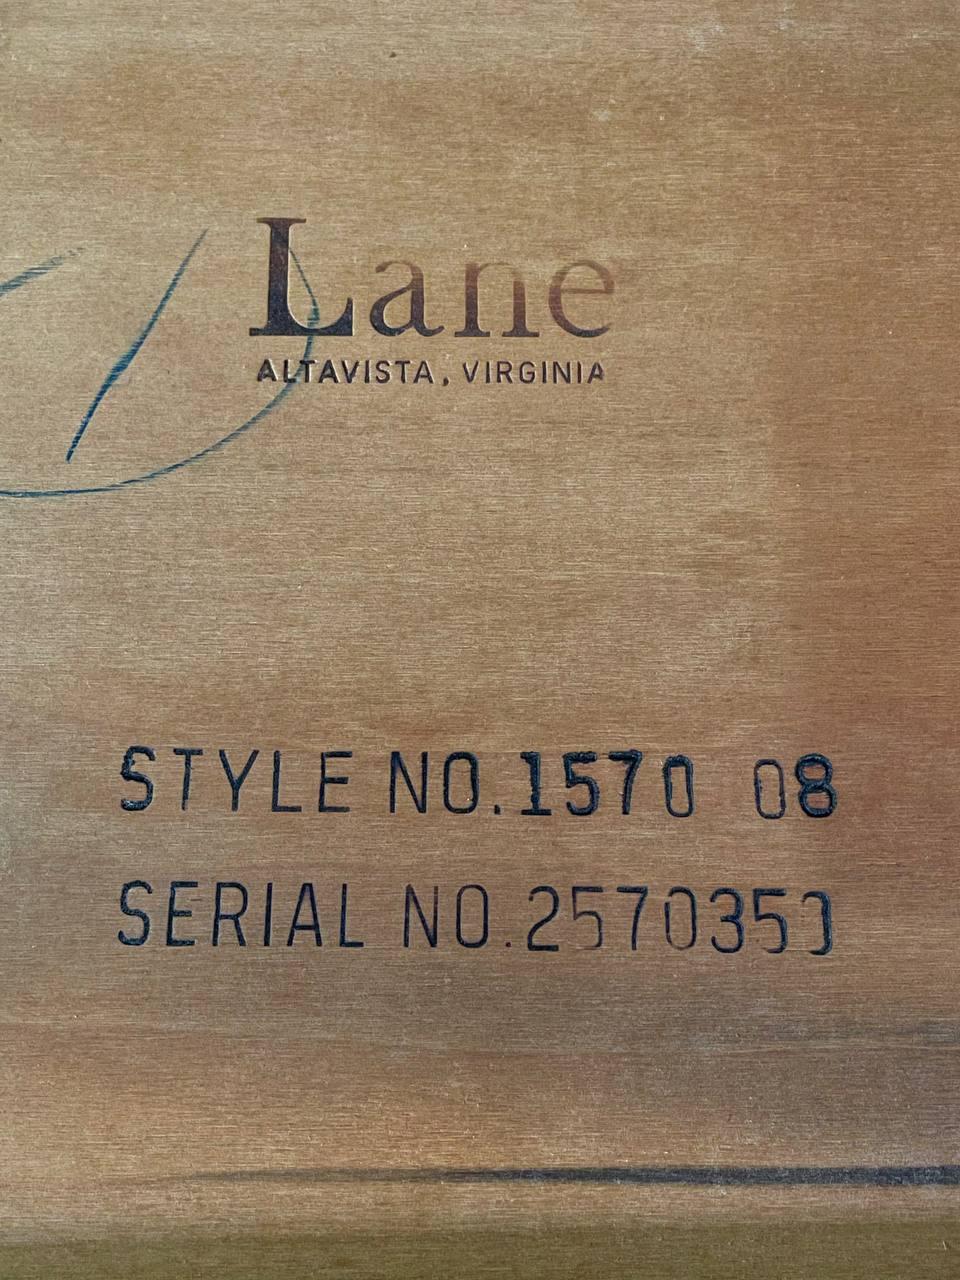 Lane
ALTAVISTA, VIRGINIA
STYLE NO.1570 08
SERIAL NO.2570350